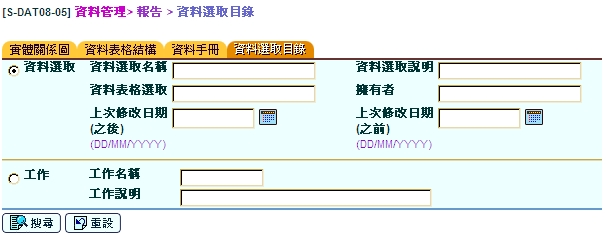 [S-DAT08-05] 資料管理> 報告 > 資料選取目錄
實體關係圖 資料表格結構 資料手冊 資料選取目錄
資料選取 資料選取名稱 資料選取說明
資料表格選取 擁有者
上次修改日期 上次修改日期
(之後) (之前)
(DD/MM/YYYY) (DD/MM/YYYY)
工作 工作名稱
工作說明
搜尋 重設